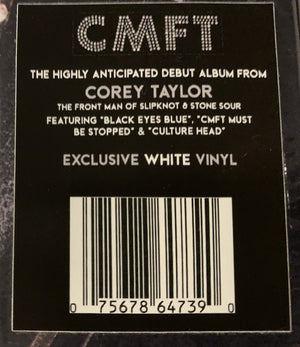 CMFT
THE HIGHLY ANTICIPATED DEBUT ALBUM FROM
COREY TAYLOR
THE FRONT MAN OF SLIPKNOT & STONE SOUR
FEATURING "BLACK EYES BLUE", "CMFT MUST
BE STOPPED" & "CULTURE HEAD"
EXCLUSIVE WHITE VINYL
0 75678 64739 0